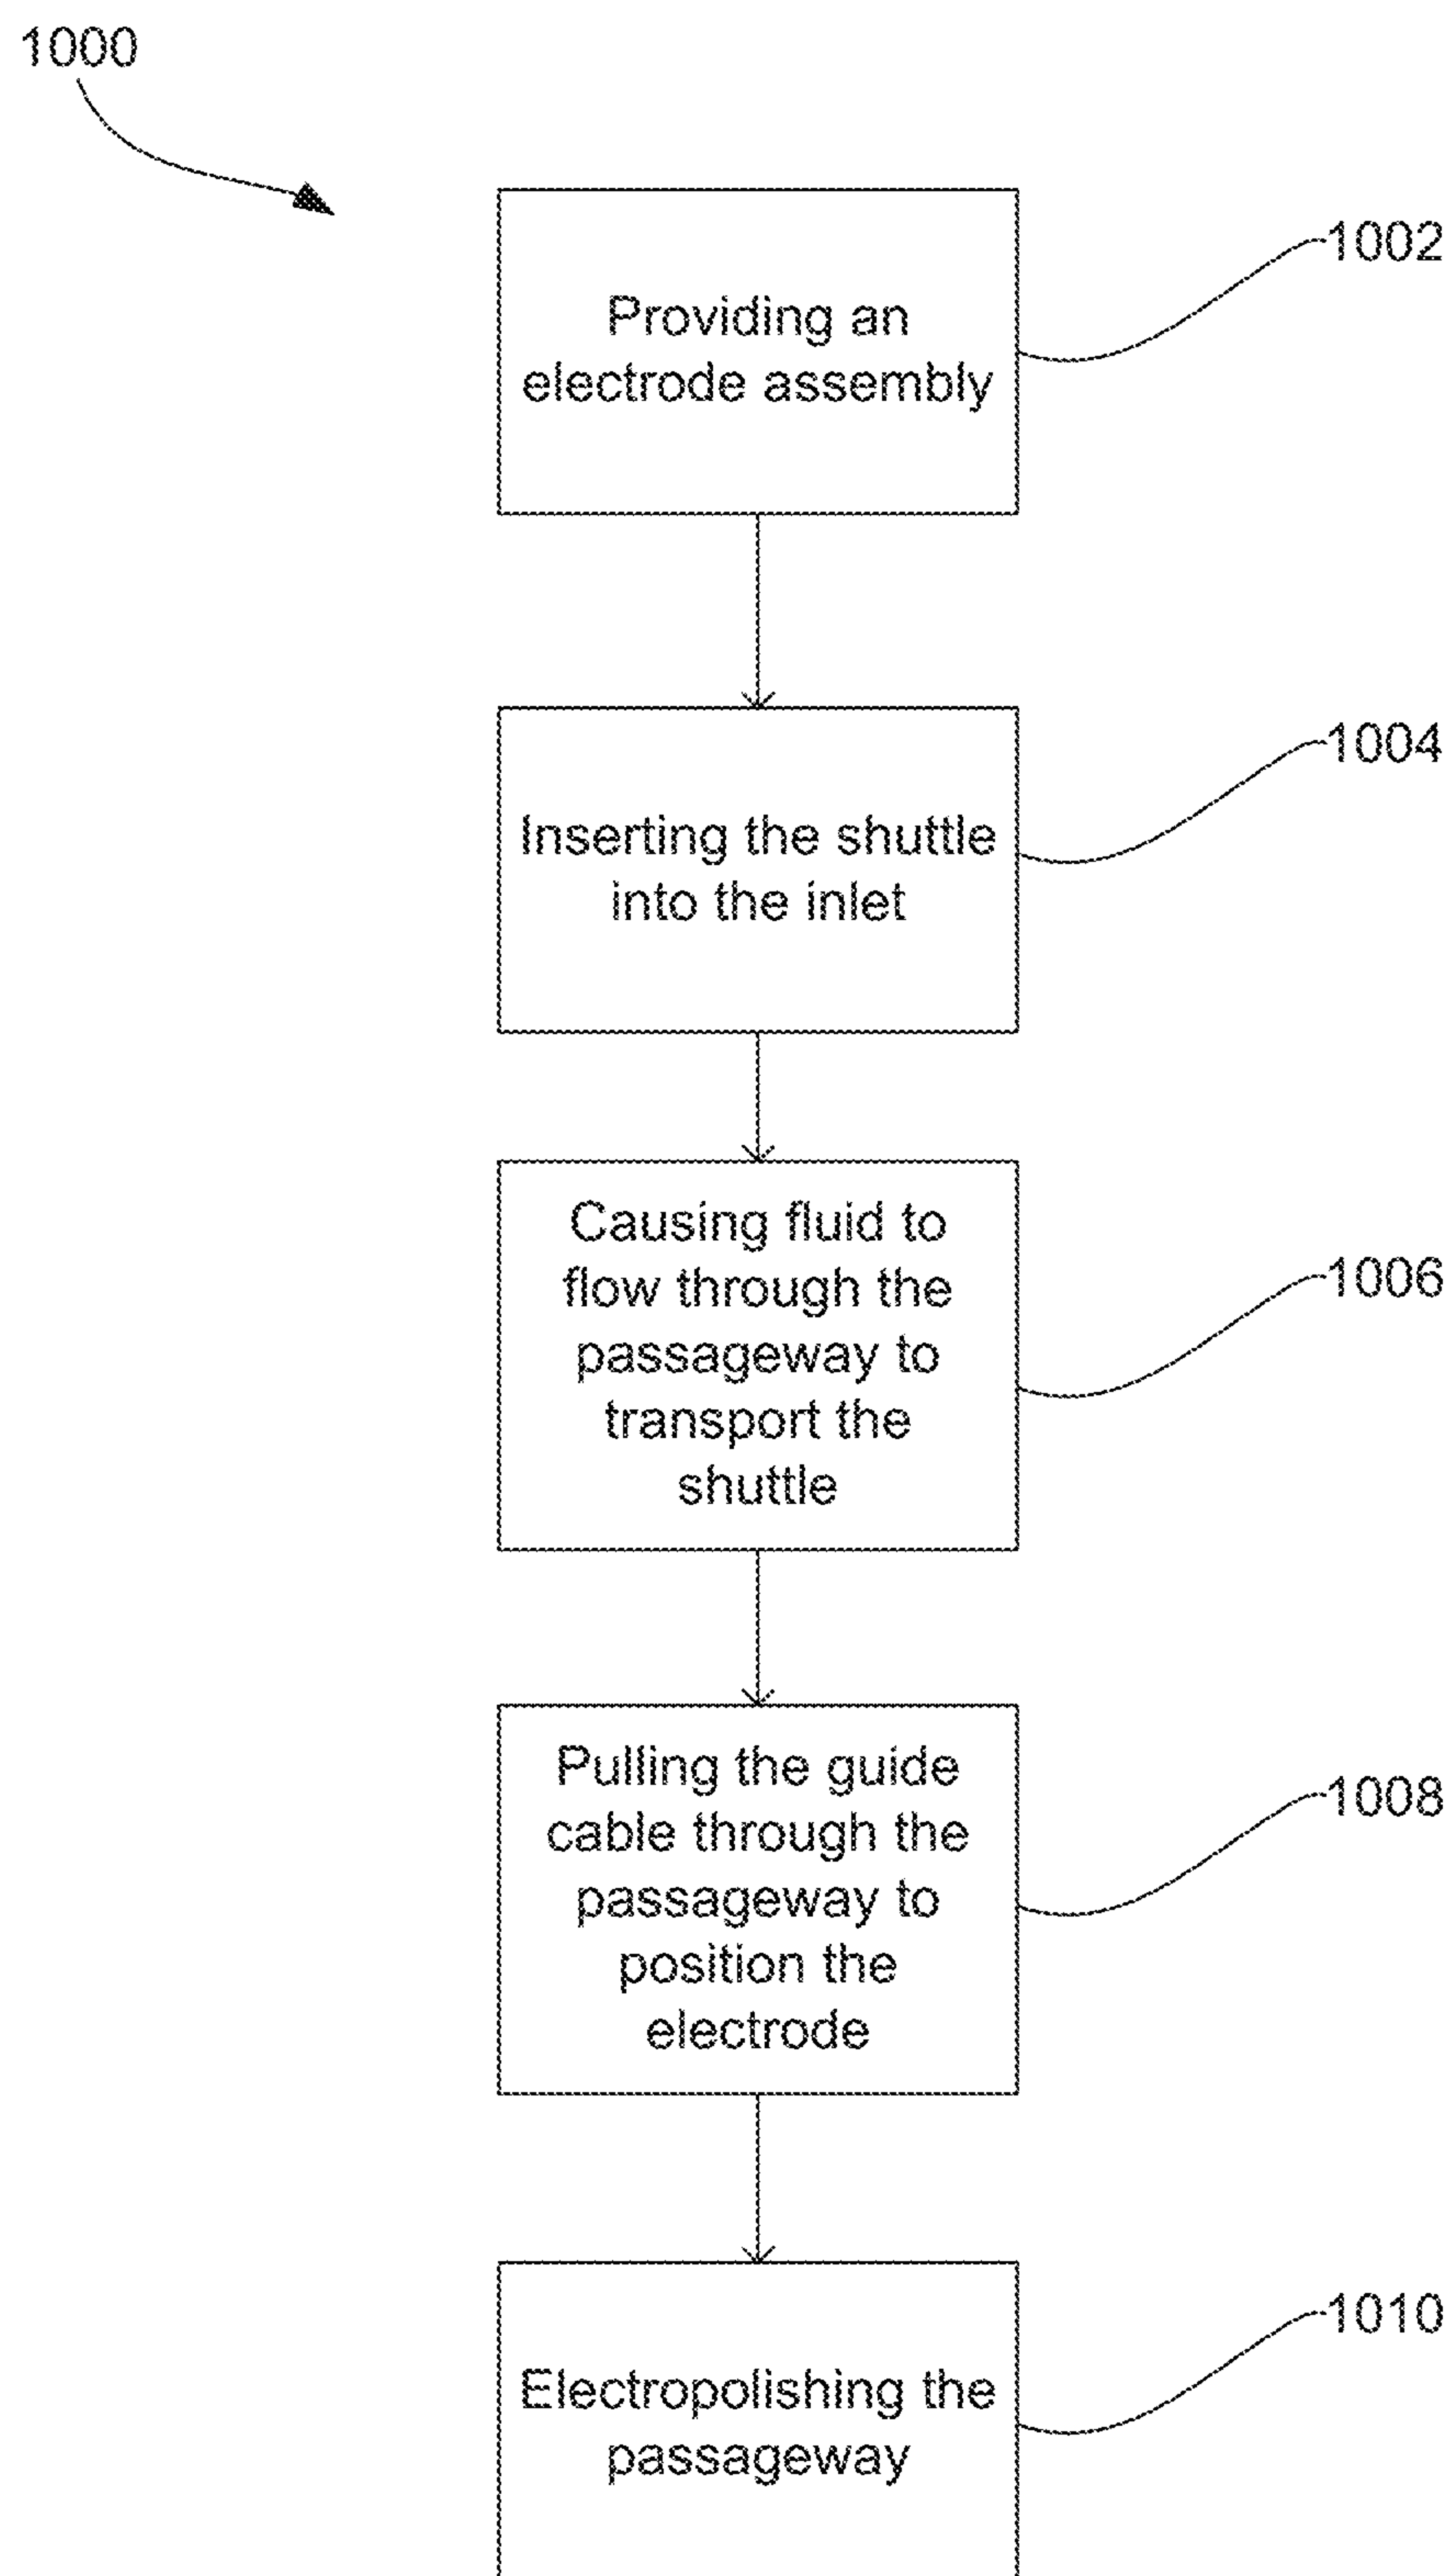 1000
1002
Providing an
electrode assembly
1004
Inserting the shuttle
into the inlet
1006
Causing fluid to
flow through the
passageway to
transport the
shuttle
1008
Pulling the guide
cable through the
passageway to
position the
electrode
1010
Electropolishing the
passageway